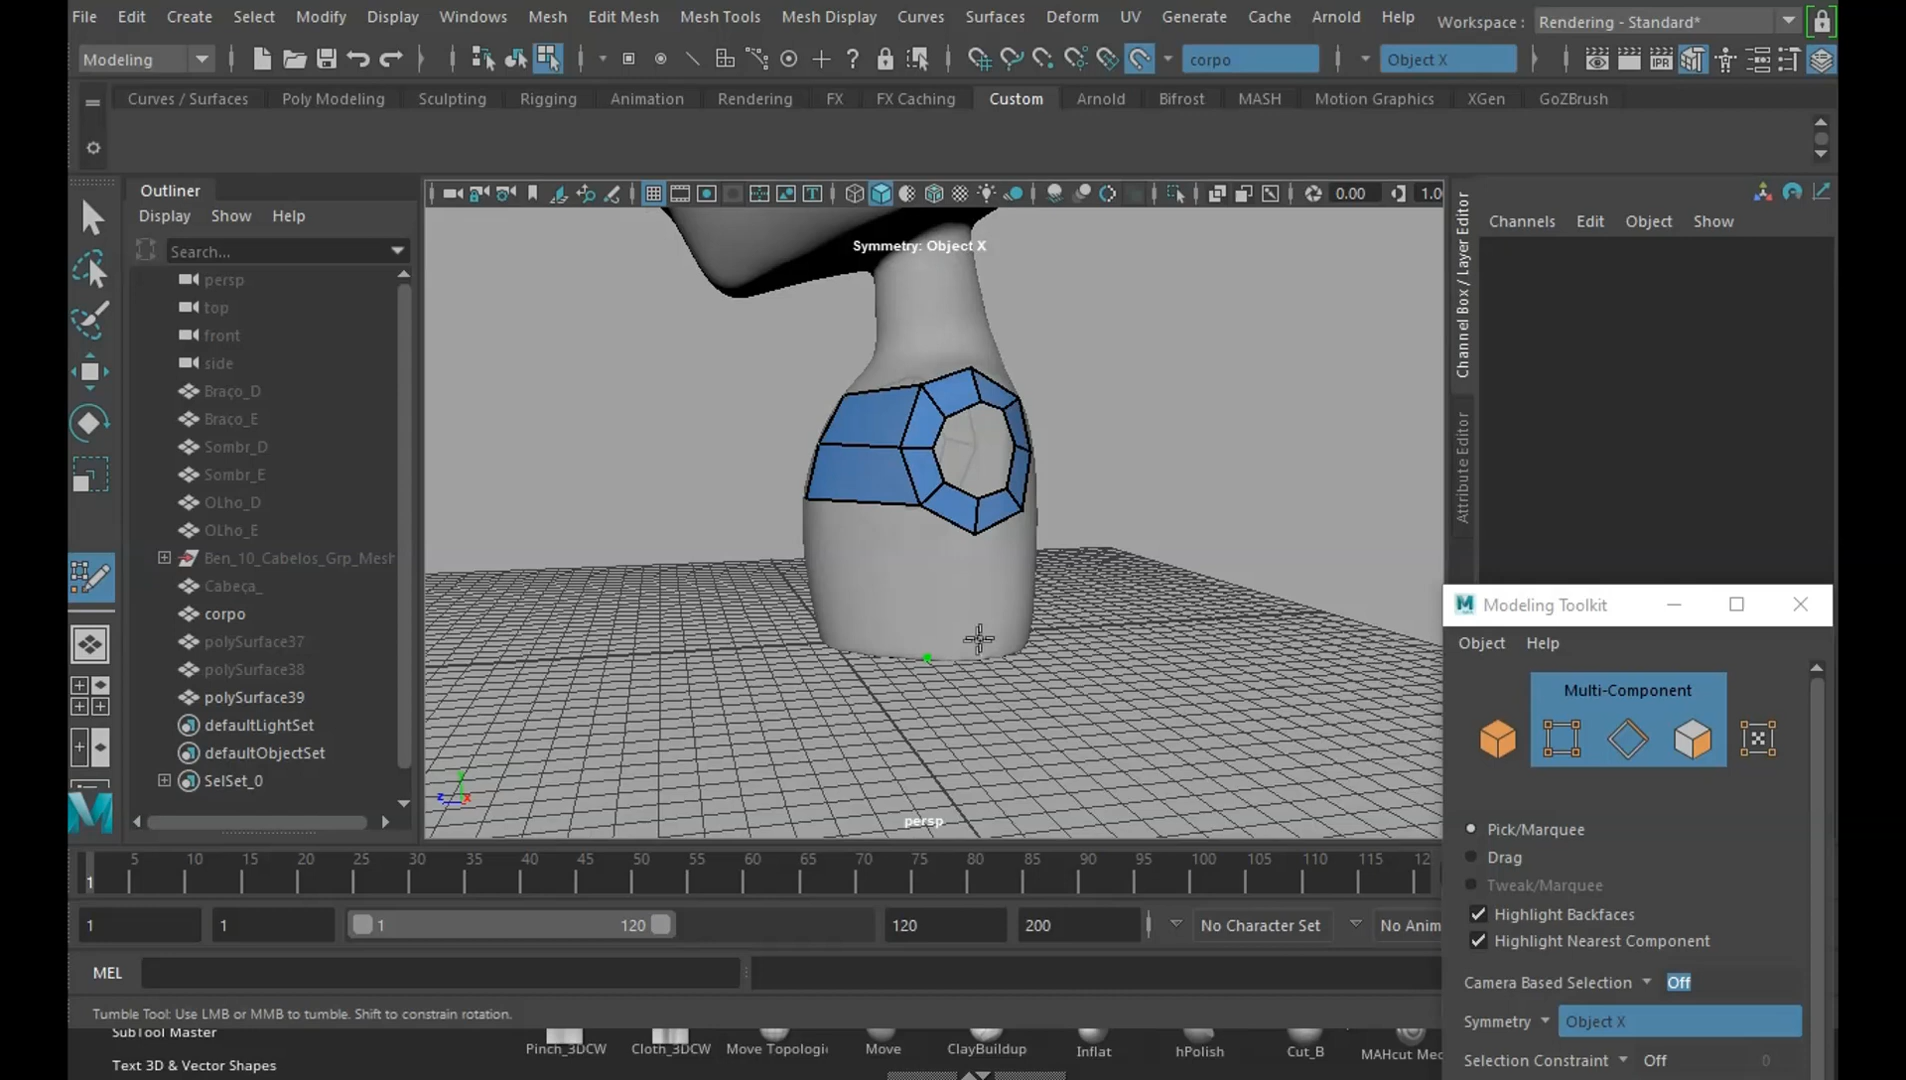 File Edit Create Select Modify Display Windows Mesh Edit Mesh Mesh Tools Mesh Display Curves Surfaces Deform UV Generate Cache Arnold Help Workspace : Rendering - Standard*
Modeling corpo Object X
Curves / Surfaces Poly Modeling Sculpting Rigging Animation Rendering FX FX Caching Custom Arnold Bifrost MASH Motion Graphics XGen GoZBrush
Outliner
Display Show Help
Search...
persp
top
front
side
Braço_D
Braço_E
Sombr_D
Sombr_E
OLho_D
OLho_E
Ben_10_Cabelos_Grp_Mesh
Cabeça_
corpo
polySurface37
polySurface38
polySurface39
defaultLightSet
defaultObjectSet
SelSet_0
0.00 1.0
Symmetry: Object X
z x
persp
Channels Edit Object Show
Channel Box / Layer Editor
Attribute Editor
M Modeling Toolkit
Object Help
Multi-Component
Pick/Marquee
Drag
Tweak/Marquee
Highlight Backfaces
Highlight Nearest Component
Camera Based Selection Off
Symmetry Object X
Selection Constraint Off 0
5 10 15 20 25 30 35 40 45 50 55 60 65 70 75 80 85 90 95 100 105 110 115 12
1
1 1 1 120 120 200 No Character Set No Anim
MEL
Tumble Tool: Use LMB or MMB to tumble. Shift to constrain rotation.
SubTool Master
Text 3D & Vector Shapes
Pinch_3DCW Cloth_3DCW Move Topologi Move ClayBuildup Inflat hPolish Cut_B MAHcut Mec